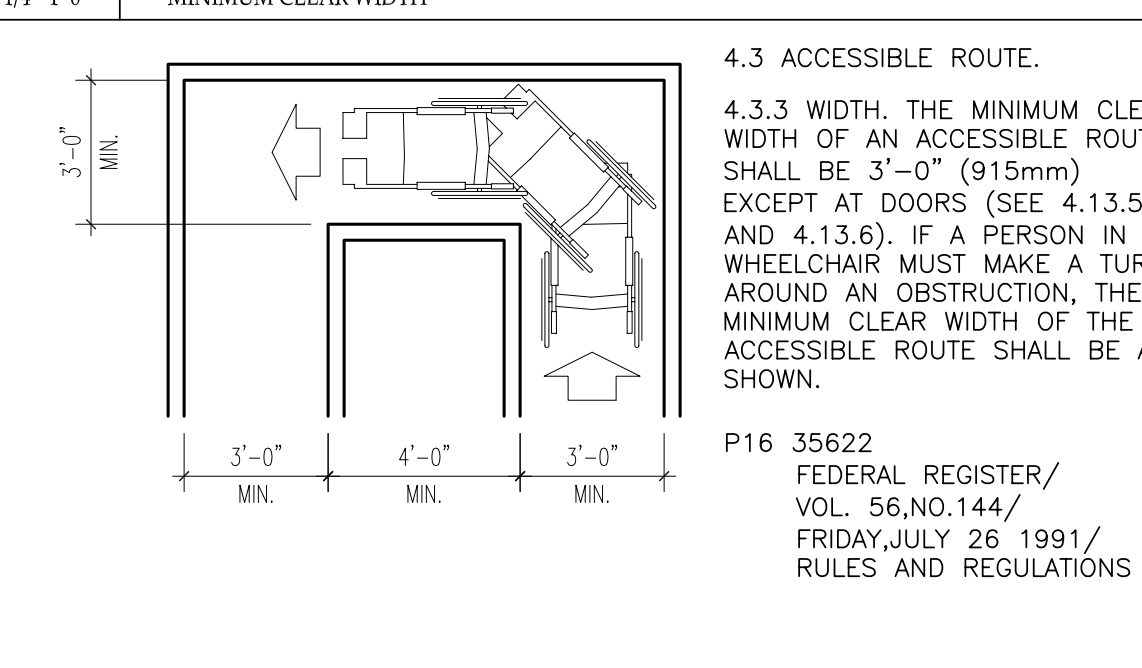 MINIMUM CLEAR WIDTH
3'-0"
MIN.
3'-0"
MIN.
4'-0"
MIN.
3'-0"
MIN.
4.3 ACCESSIBLE ROUTE.
4.3.3 WIDTH. THE MINIMUM CLE
WIDTH OF AN ACCESSIBLE ROUT
SHALL BE 3'-0" (915mm)
EXCEPT AT DOORS (SEE 4.13.5
AND 4.13.6). IF A PERSON IN
WHEELCHAIR MUST MAKE A TUR
AROUND AN OBSTRUCTION, THE
MINIMUM CLEAR WIDTH OF THE
ACCESSIBLE ROUTE SHALL BE A
SHOWN.
P16 35622
FEDERAL REGISTER/
VOL. 56,NO.144/
FRIDAY,JULY 26 1991/
RULES AND REGULATIONS